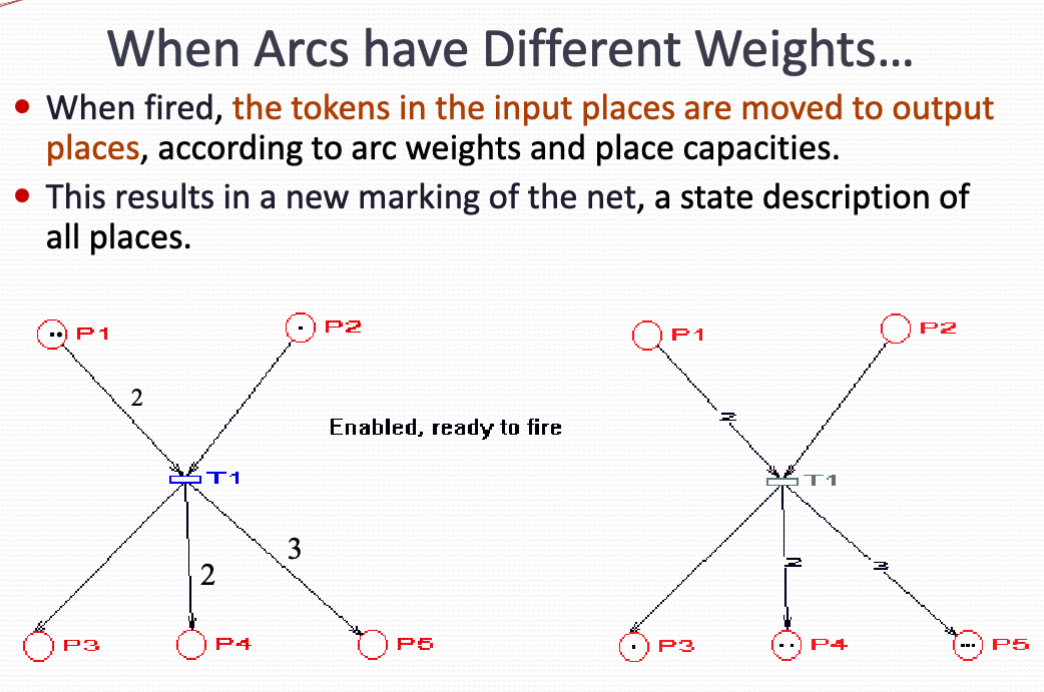 When Arcs have Different Weights...
When fired, the tokens in the input places are moved to output
places, according to arc weights and place capacities.
This results in a new marking of the net, a state description of
all places.
P1
P2
P1
P2
2
2
Enabled, ready to fire
T1
T1
3
2
2
3
P3
P4
P5
P3
P4
P5